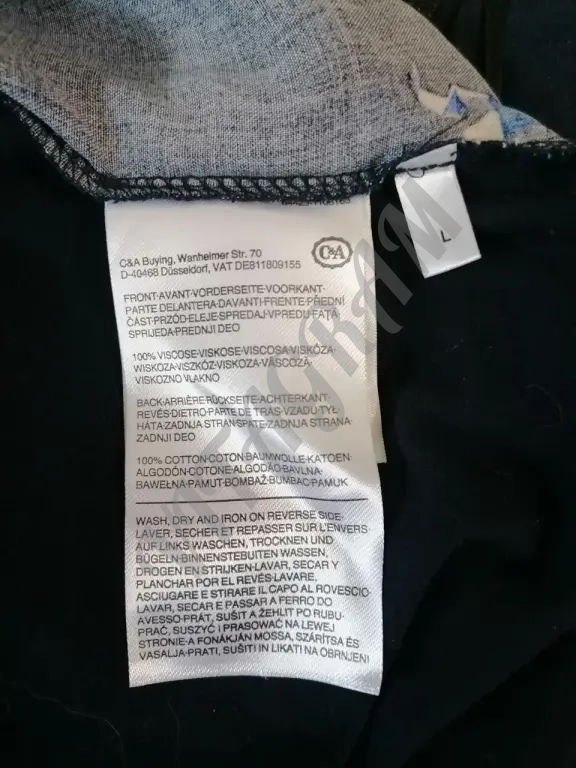 C&A Buying, Wanheimer Str. 70
D-40468 Düsseldorf, VAT DE811809155
C&A
L
FRONT-AVANT-VORDERSEITE-VOORKANT-
PARTE DELANTERA-DAVANTI-FRENTE-PŘEDNÍ
ČÁST-PRZÓD-ELEJE-SPREDAJ-VPREDU FAŢĂ-
SPRIJEDA-PREDNJI DEO
100% VISCOSE-VISKOSE-VISCOSA-VISKÓZA-
WISKOZA-VISZKÓZ-VISKOZA-VÂSCOZĂ-
VISKOZNO VLAKNO
BACK-ARRIÈRE-RÜCKSEITE-ACHTERKANT-
REVÉS-DIETRO-PARTE DE TRÁS-VZADU-TYŁ
HÁTA-ZADNJA STRAN-SPATE-ZADNJA STRANA-
ZADNJI DEO
100% COTTON-COTON-BAUMWOLLE-KATOEN-
ALGODÓN-COTONE-ALGODÃO-BAVLNA-
BAWEŁNA-PAMUT-BOMBAŽ-BUMBAC-PAMUK
WASH, DRY AND IRON ON REVERSE SIDE-
LAVER, SECHER ET REPASSER SUR L'ENVERS-
AUF LINKS WASCHEN, TROCKNEN UND
BÜGELN-BINNENSTEBUITEN WASSEN,
DROGEN EN STRIJKEN-LAVAR, SECAR Y
PLANCHAR POR EL REVÉS-LAVARE,
ASCIUGARE E STIRARE IL CAPO AL ROVESCIO-
LAVAR, SECAR E PASSAR A FERRO DO
AVESSO-PRÁT, SUŠIT A ŽEHLIT PO RUBU-
PRAĆ, SUSZYĆ I PRASOWAĆ NA LEWEJ
STRONIE-A FONÁKJÁN MOSSA, SZÁRÍTSA ÉS
VASALJA-PRATI, SUŠITI IN LIKATI NA OBRNJENI